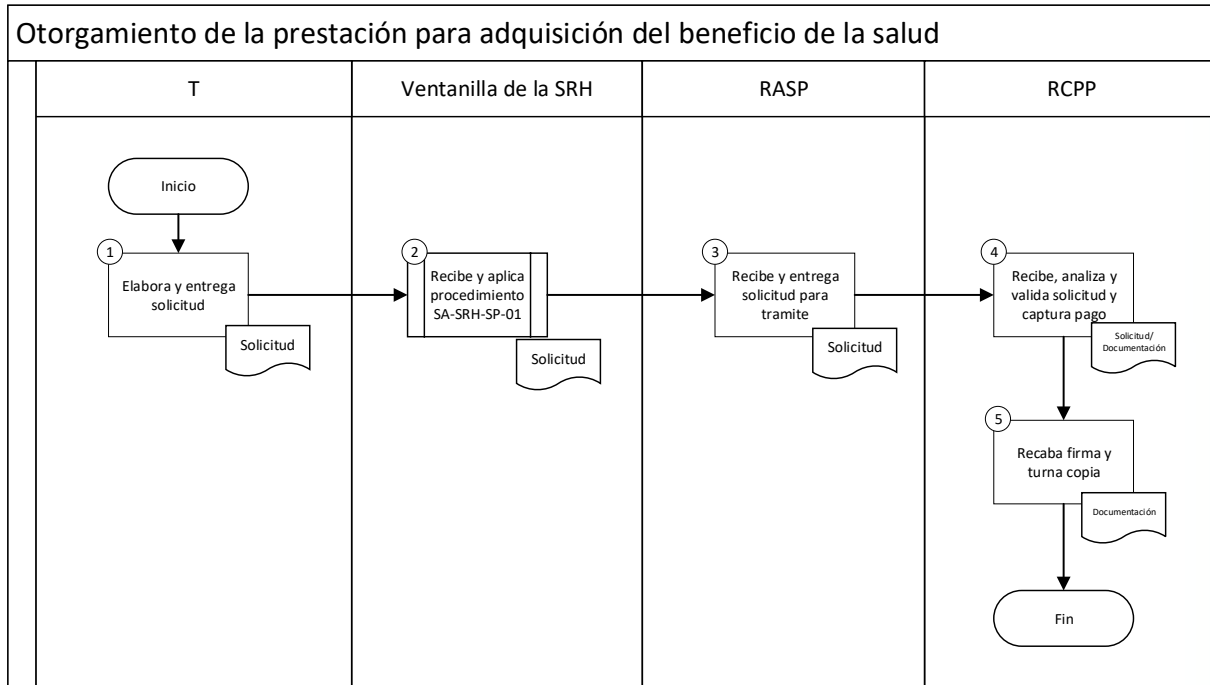 Otorgamiento de la prestación para adquisición del beneficio de la salud
T
Ventanilla de la SRH
RASP
RCPP
Inicio
1
Elabora y entrega
solicitud
Solicitud
2
Recibe y aplica
procedimiento
SA-SRH-SP-01
Solicitud
3
Recibe y entrega
solicitud para
tramite
Solicitud
4
Recibe, analiza y
valida solicitud y
captura pago
Solicitud/
Documentación
5
Recaba firma y
turna copia
Documentación
Fin